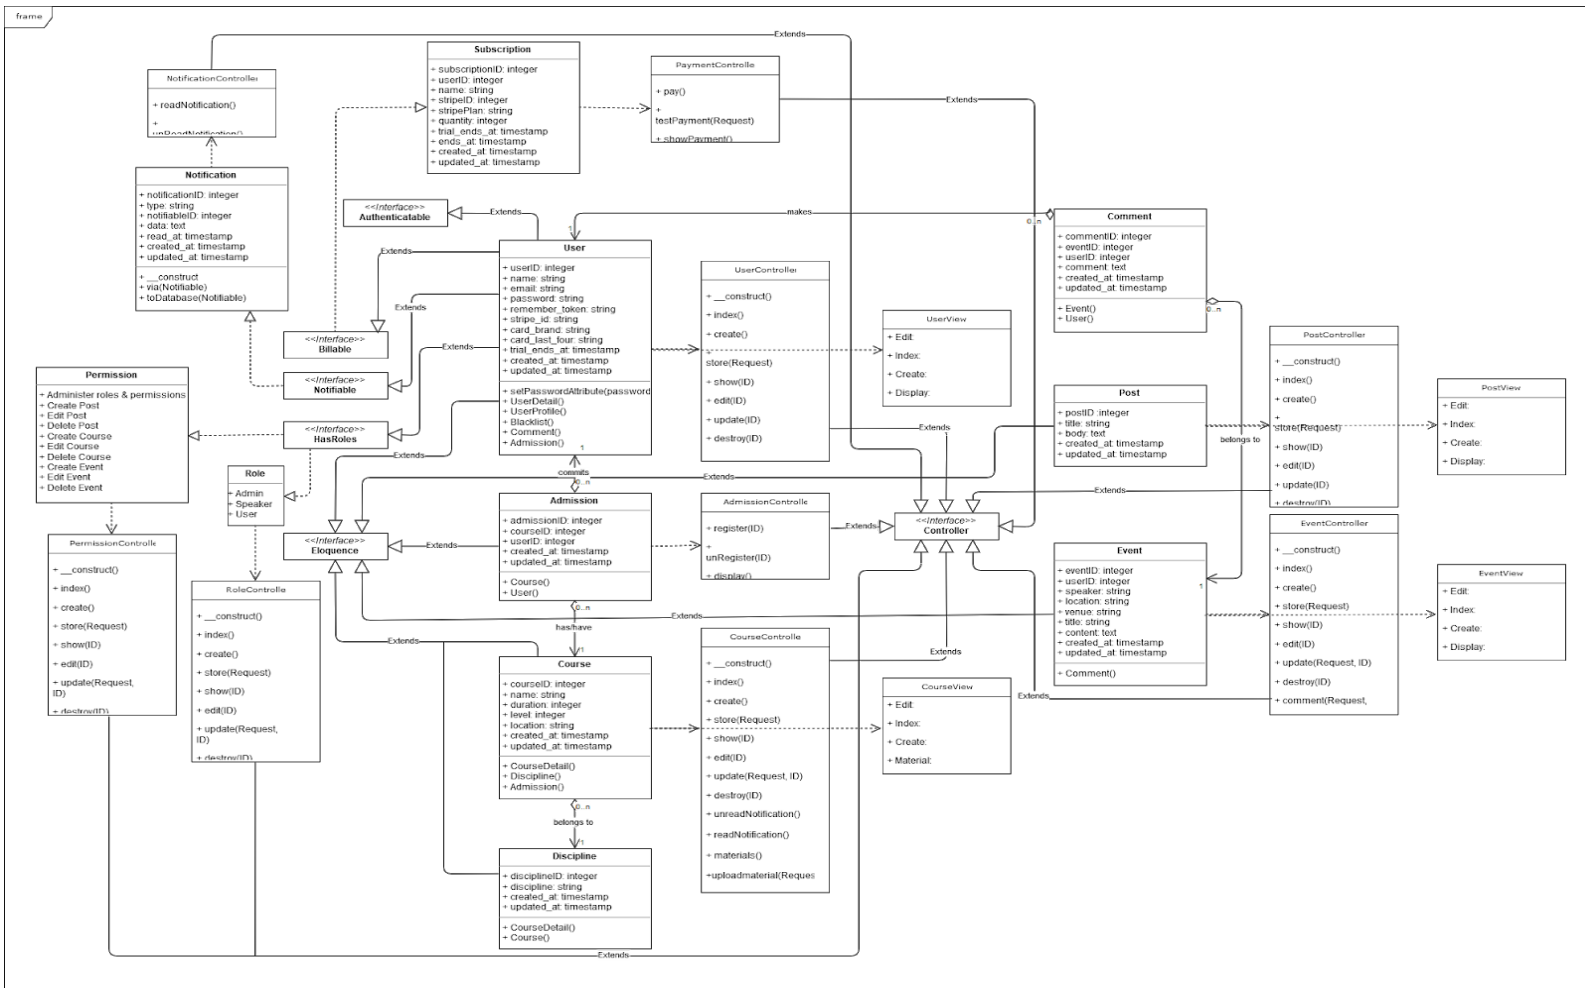 frame
Extends
NotificationController
+ readNotification()
+
unReadNotification()
Subscription
+ subscriptionID: integer
+ userID: integer
+ name: string
+ stripeID: integer
+ stripePlan: string
+ quantity: integer
+ trial_ends_at: timestamp
+ ends_at: timestamp
+ created_at: timestamp
+ updated_at: timestamp
PaymentControlle
+ pay()
+
testPayment(Request)
+ showPayment()
Extends
Notification
+ notificationID: integer
+ type: string
+ notifiableID: integer
+ data: text
+ read_at: timestamp
+ created_at: timestamp
+ updated_at: timestamp
+ __construct
+ via(Notifiable)
+ toDatabase(Notifiable)
<<Interface>>
Authenticatable
Extends
makes
1
0..n
Comment
+ commentID: integer
+ eventID: integer
+ userID: integer
+ comment: text
+ created_at: timestamp
+ updated_at: timestamp
+ Event()
+ User()
0..n
User
+ userID: integer
+ name: string
+ email: string
+ password: string
+ remember_token: string
+ stripe_id: string
+ card_brand: string
+ card_last_four: string
+ trial_ends_at: timestamp
+ created_at: timestamp
+ updated_at: timestamp
+ setPasswordAttribute(password
+ UserDetail()
+ UserProfile()
+ Blacklist()
+ Comment()
+ Admission()
1
Extends
Extends
Extends
Extends
<<Interface>>
Billable
<<Interface>>
Notifiable
<<Interface>>
HasRoles
UserController
+ __construct()
+ index()
+ create()
+
store(Request)
+ show(ID)
+ edit(ID)
+ update(ID)
+ destroy(ID)
UserView
+ Edit:
+ Index:
+ Create:
+ Display:
Extends
PostController
+ __construct()
+ index()
+ create()
+
store(Request)
+ show(ID)
+ edit(ID)
+ update(ID)
+ destroy(ID)
PostView
+ Edit:
+ Index:
+ Create:
+ Display:
Post
+ postID :integer
+ title: string
+ body: text
+ created_at: timestamp
+ updated_at: timestamp
belongs to
Permission
+ Administer roles & permissions
+ Create Post
+ Edit Post
+ Delete Post
+ Create Course
+ Edit Course
+ Delete Course
+ Create Event
+ Edit Event
+ Delete Event
Role
+ Admin
+ Speaker
+ User
commits
0..n
Extends
Extends
Admission
+ admissionID: integer
+ courseID: integer
+ userID: integer
+ created_at: timestamp
+ updated_at: timestamp
+ Course()
+ User()
0..n
AdmissionControlle
+ register(ID)
+
unRegister(ID)
+ display()
Extends
<<Interface>>
Controller
<<Interface>>
Eloquence
Extends
EventController
+ __construct()
+ index()
+ create()
+ store(Request)
+ show(ID)
+ edit(ID)
+ update(Request, ID)
+ destroy(ID)
+ comment(Request,
EventView
+ Edit:
+ Index:
+ Create:
+ Display:
Event
+ eventID: integer
+ userID: integer
+ speaker: string
+ location: string
+ venue: string
+ title: string
+ content: text
+ created_at: timestamp
+ updated_at: timestamp
+ Comment()
1
PermissionControlle
+ __construct()
+ index()
+ create()
+ store(Request)
+ show(ID)
+ edit(ID)
+ update(Request,
ID)
+ destroy(ID)
RoleControlle
+ __construct()
+ index()
+ create()
+ store(Request)
+ show(ID)
+ edit(ID)
+ update(Request,
ID)
+ destroy(ID)
Extends
has/have
1
Extends
Extends
Extends
Course
+ courseID: integer
+ name: string
+ duration: integer
+ level: integer
+ location: string
+ created_at: timestamp
+ updated_at: timestamp
+ CourseDetail()
+ Discipline()
+ Admission()
0..n
belongs to
1
CourseControlle
+ __construct()
+ index()
+ create()
+ store(Request)
+ show(ID)
+ edit(ID)
+ update(Request, ID)
+ destroy(ID)
+ unreadNotification()
+ readNotification()
+ materials()
+uploadmaterial(Reques
CourseView
+ Edit:
+ Index:
+ Create:
+ Material:
Discipline
+ disciplineID: integer
+ discipline: string
+ created_at: timestamp
+ updated_at: timestamp
+ CourseDetail()
+ Course()
Extends